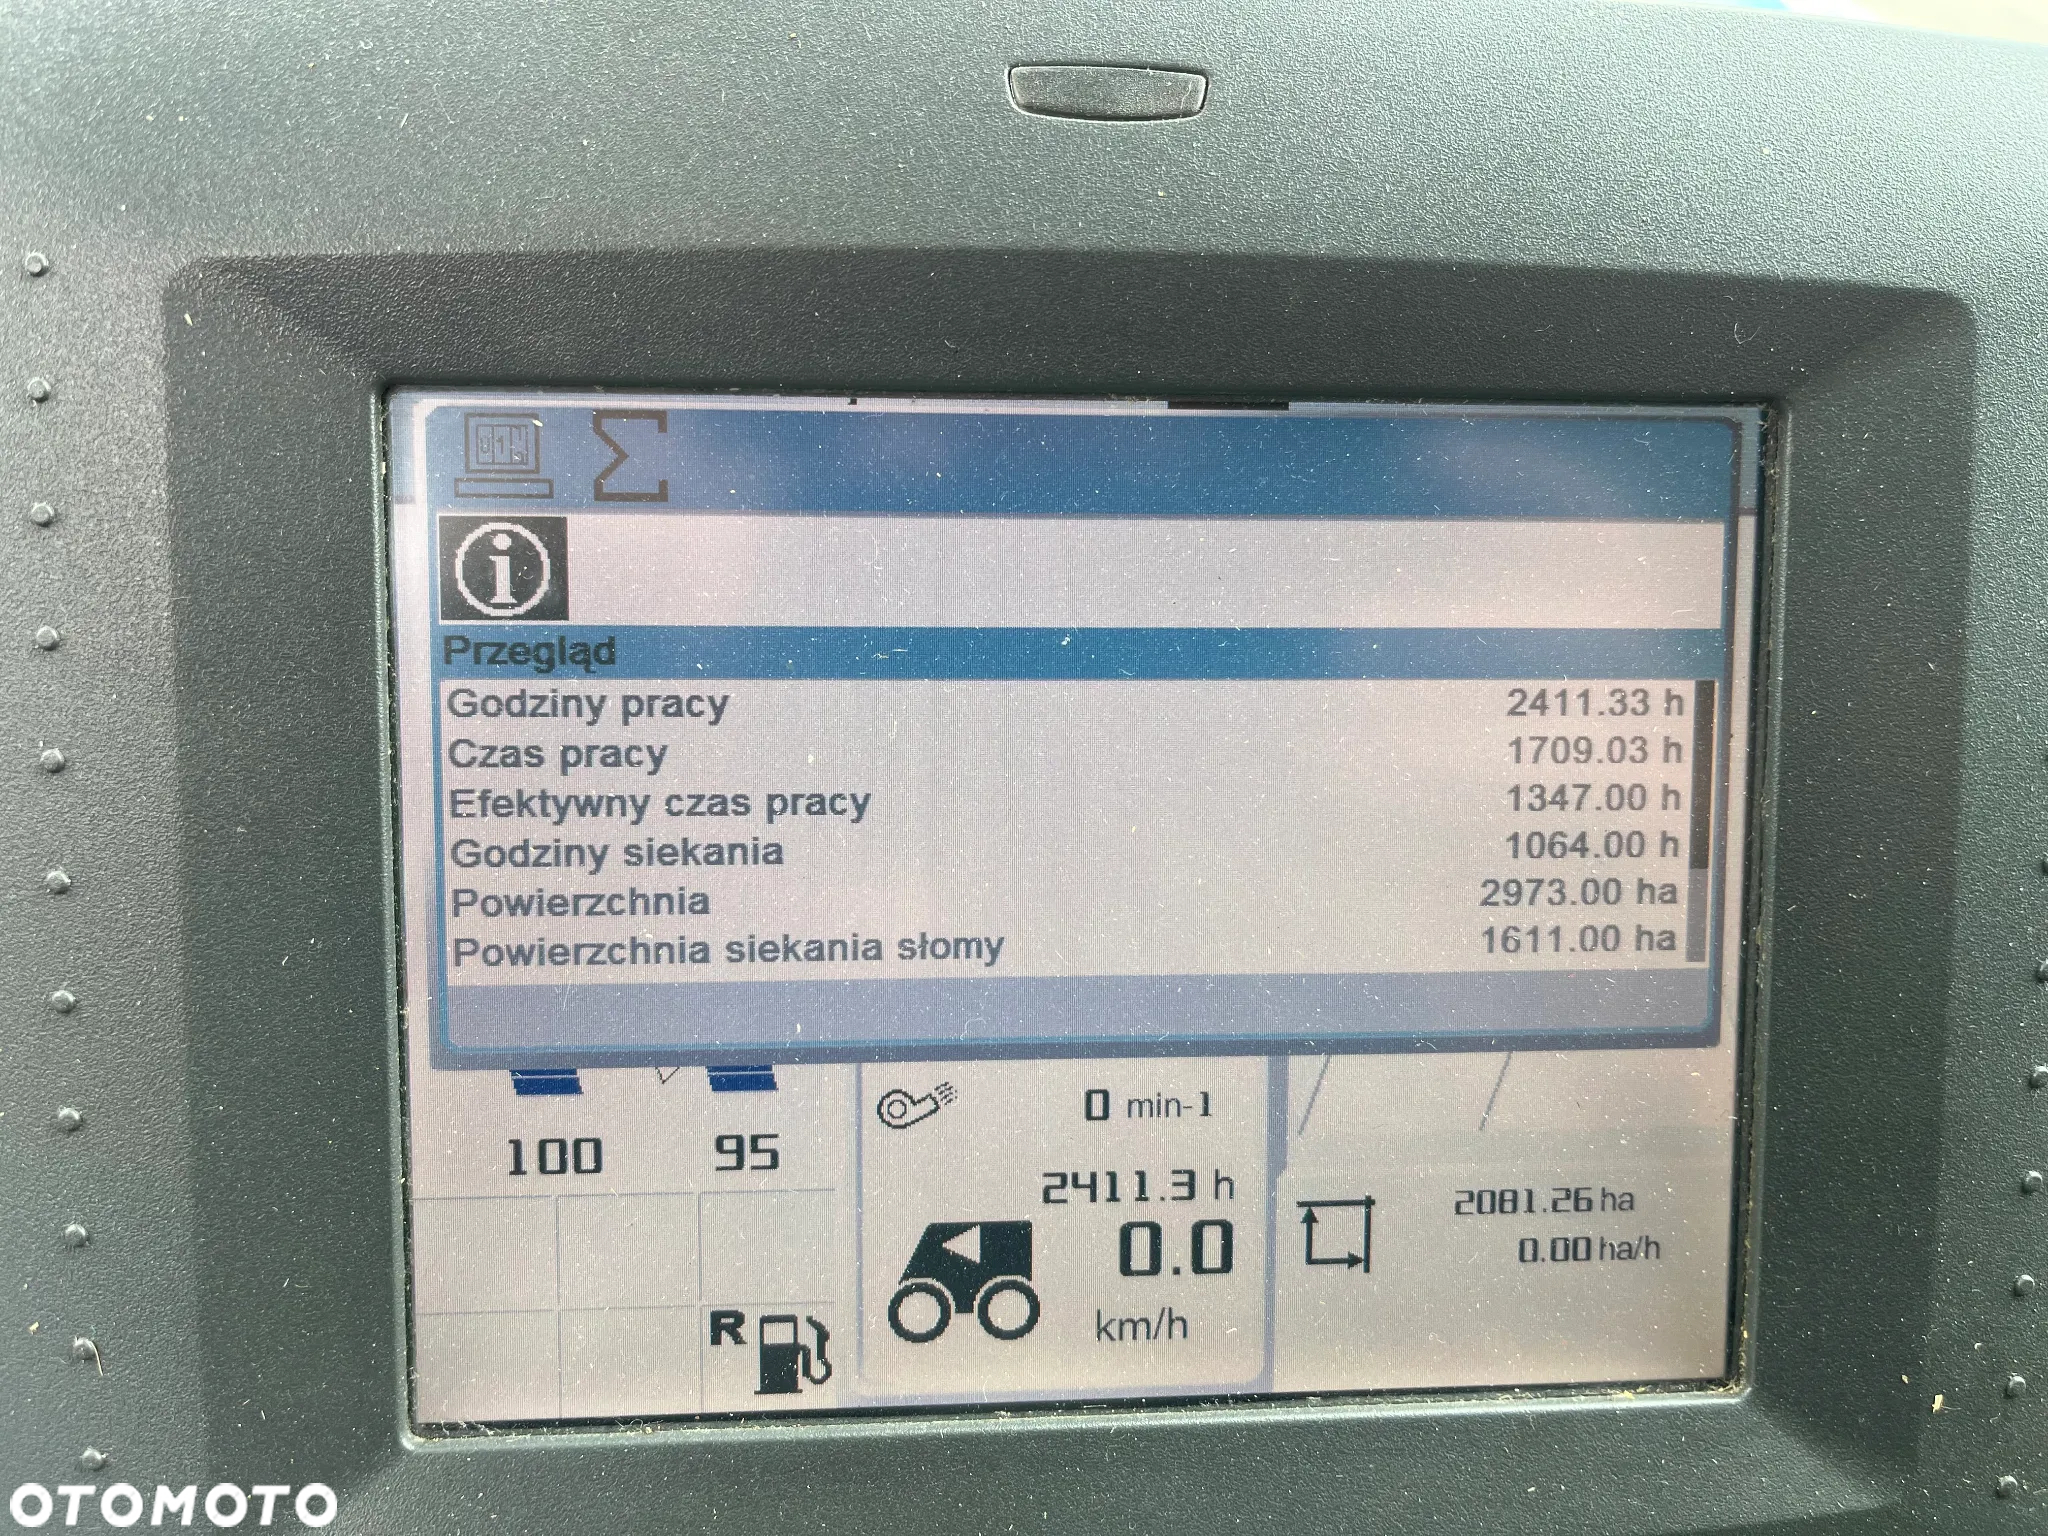 Przegląd
Godziny pracy 2411.33 h
Czas pracy 1709.03 h
Efektywny czas pracy 1347.00 h
Godziny siekania 1064.00 h
Powierzchnia 2973.00 ha
Powierzchnia siekania słomy 1611.00 ha
0 min-1
100 95
2411.3 h
2081.26 ha
0.0
0.00 ha/h
R
km/h
OTOMOTO